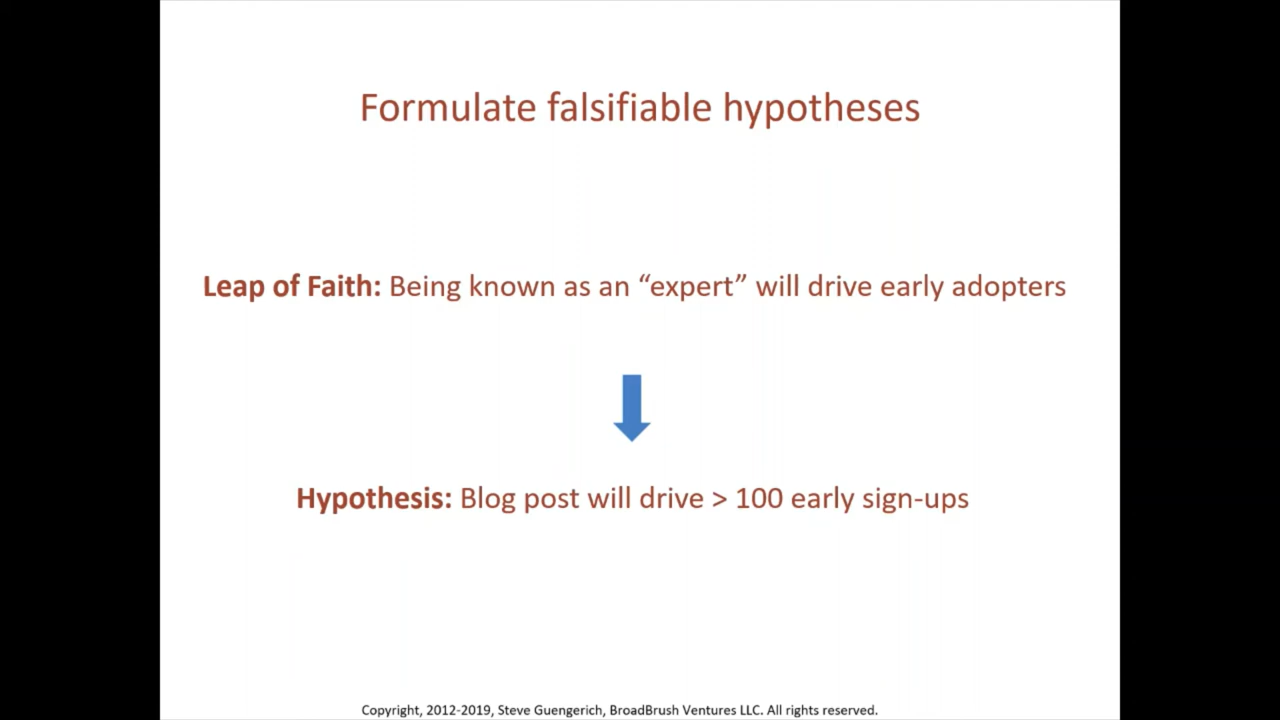 Formulate falsifiable hypotheses
Leap of Faith: Being known as an “expert” will drive early adopters
Hypothesis: Blog post will drive > 100 early sign-ups
Copyright, 2012-2019, Steve Guengerich, BroadBrush Ventures LLC. All rights reserved.